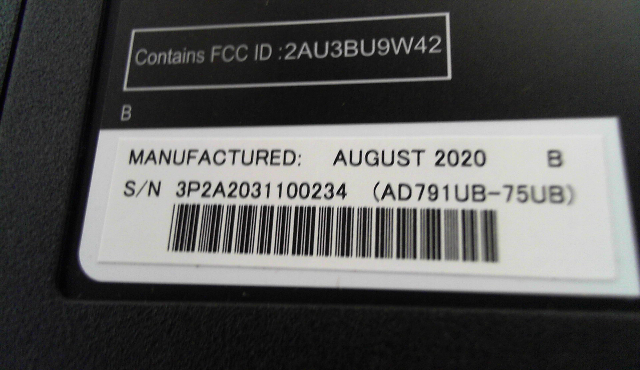 Contains FCC ID :2AU3BU9W42
B
MANUFACTURED: AUGUST 2020 B
S/N 3P2A2031100234 (AD791UB-75UB)